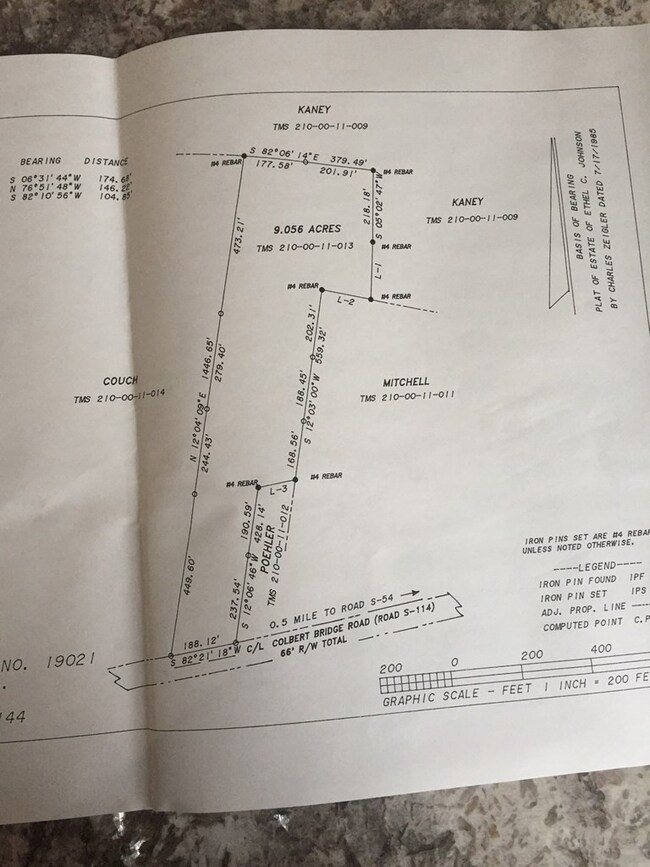 KANEY
TMS 210-00-11-009
BEARING DISTANCE
S 06°31'44"W 174.68'
N 76°51'48"W 146.22'
S 82°10'56"W 104.85'
S 82°06'14"E 379.49'
177.58' 201.91'
#4 REBAR
#4 REBAR
218.18'
S 05°02'47"W
KANEY
TMS 210-00-11-009
9.056 ACRES
TMS 210-00-11-013
#4 REBAR
L-1
#4 REBAR
#4 REBAR
L-2
BASIS OF BEARING
PLAT OF ESTATE OF ETHEL C. JOHNSON
BY CHARLES ZEIGLER DATED 7/17/1985
473.21'
N 12°04'09"E 1446.65'
279.40'
244.43'
449.60'
COUCH
TMS 210-00-11-014
202.31'
S 12°03'00"W 559.32'
188.45'
168.56'
MITCHELL
TMS 210-00-11-011
#4 REBAR
#4 REBAR
L-3
190.59'
S 12°06'46"W 428.14'
237.54'
POEHLER
TMS 210-00-11-012
IRON PINS SET ARE #4 REBAR
UNLESS NOTED OTHERWISE.
----LEGEND----
IRON PIN FOUND IPF
IRON PIN SET IPS
ADJ. PROP. LINE
COMPUTED POINT C.P
188.12'
S 82°21'18"W
0.5 MILE TO ROAD S-54
C/L COLBERT BRIDGE ROAD (ROAD S-114)
66' R/W TOTAL
NO. 19021
144
200 0 200 400
GRAPHIC SCALE - FEET 1 INCH = 200 FE